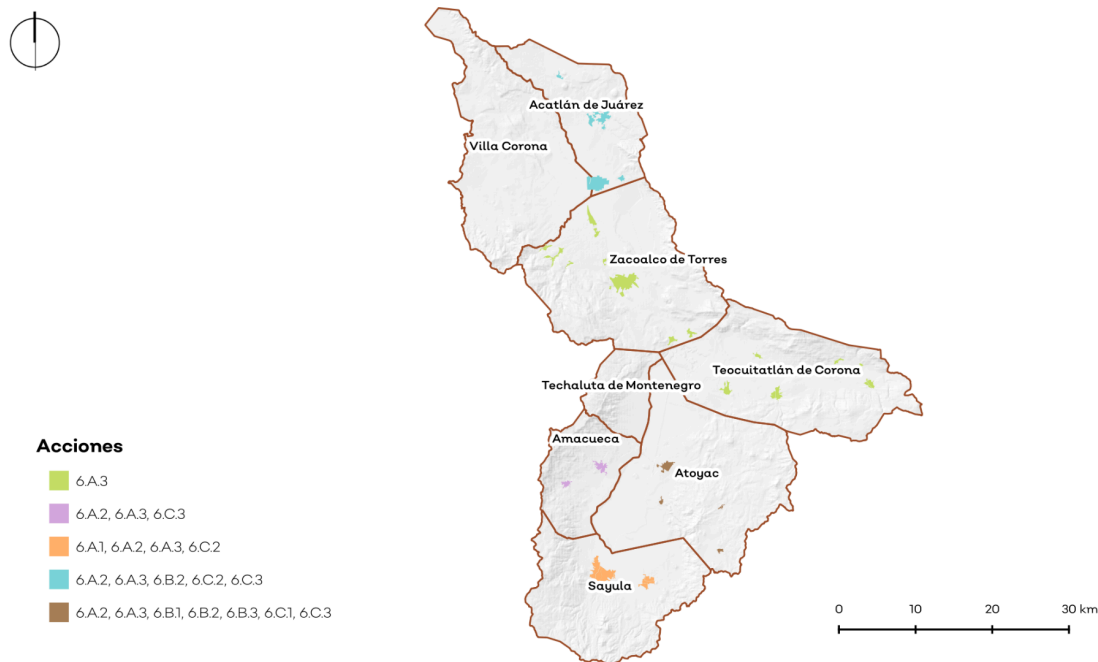 Acatlán de Juárez
Villa Corona
Zacoalco de Torres
Teocuitatlán de Corona
Techaluta de Montenegro
Amacueca
Atoyac
Sayula
Acciones
6.A.3
6.A.2, 6.A.3, 6.C.3
6.A.1, 6.A.2, 6.A.3, 6.C.2
6.A.2, 6.A.3, 6.B.2, 6.C.2, 6.C.3
6.A.2, 6.A.3, 6.B.1, 6.B.2, 6.B.3, 6.C.1, 6.C.3
0 10 20 30 km